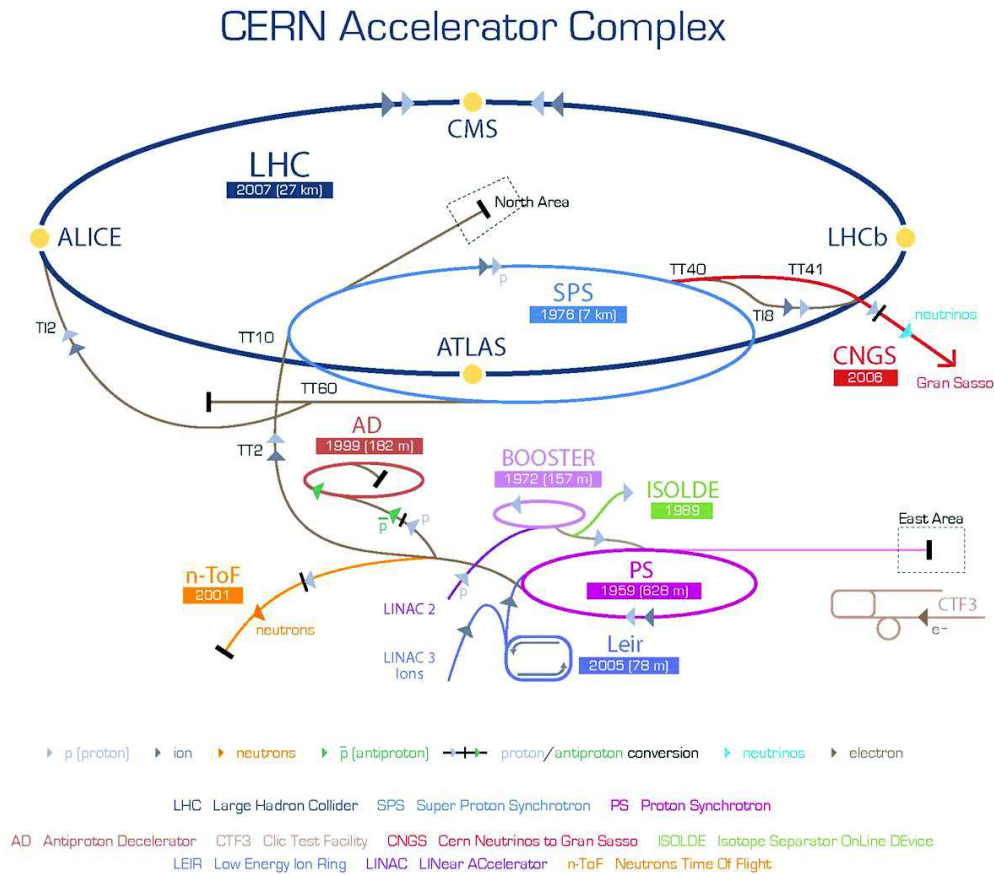 CERN Accelerator Complex
CMS
LHC
2007 (27 km)
North Area
ALICE
LHCb
TT40
TT41
p
SPS
1976 (7 km)
TI8
neutrinos
TI2
TT10
ATLAS
CNGS
2006
Gran Sasso
TT60
AD
1999 (182 m)
TT2
BOOSTER
1972 (157 m)
ISOLDE
1989
p̅
p
East Area
n-ToF
2001
PS
1959 (628 m)
LINAC 2
p
neutrons
CTF3
e-
LINAC 3
Ions
Leir
2005 (78 m)
p (proton)
ion
neutrons
p̅ (antiproton)
proton/antiproton conversion
neutrinos
electron
LHC Large Hadron Collider SPS Super Proton Synchrotron PS Proton Synchrotron
AD Antiproton Decelerator CTF3 Clic Test Facility CNGS Cern Neutrinos to Gran Sasso ISOLDE Isotope Separator OnLine DEvice
LEIR Low Energy Ion Ring LINAC LINear ACcelerator n-ToF Neutrons Time Of Flight